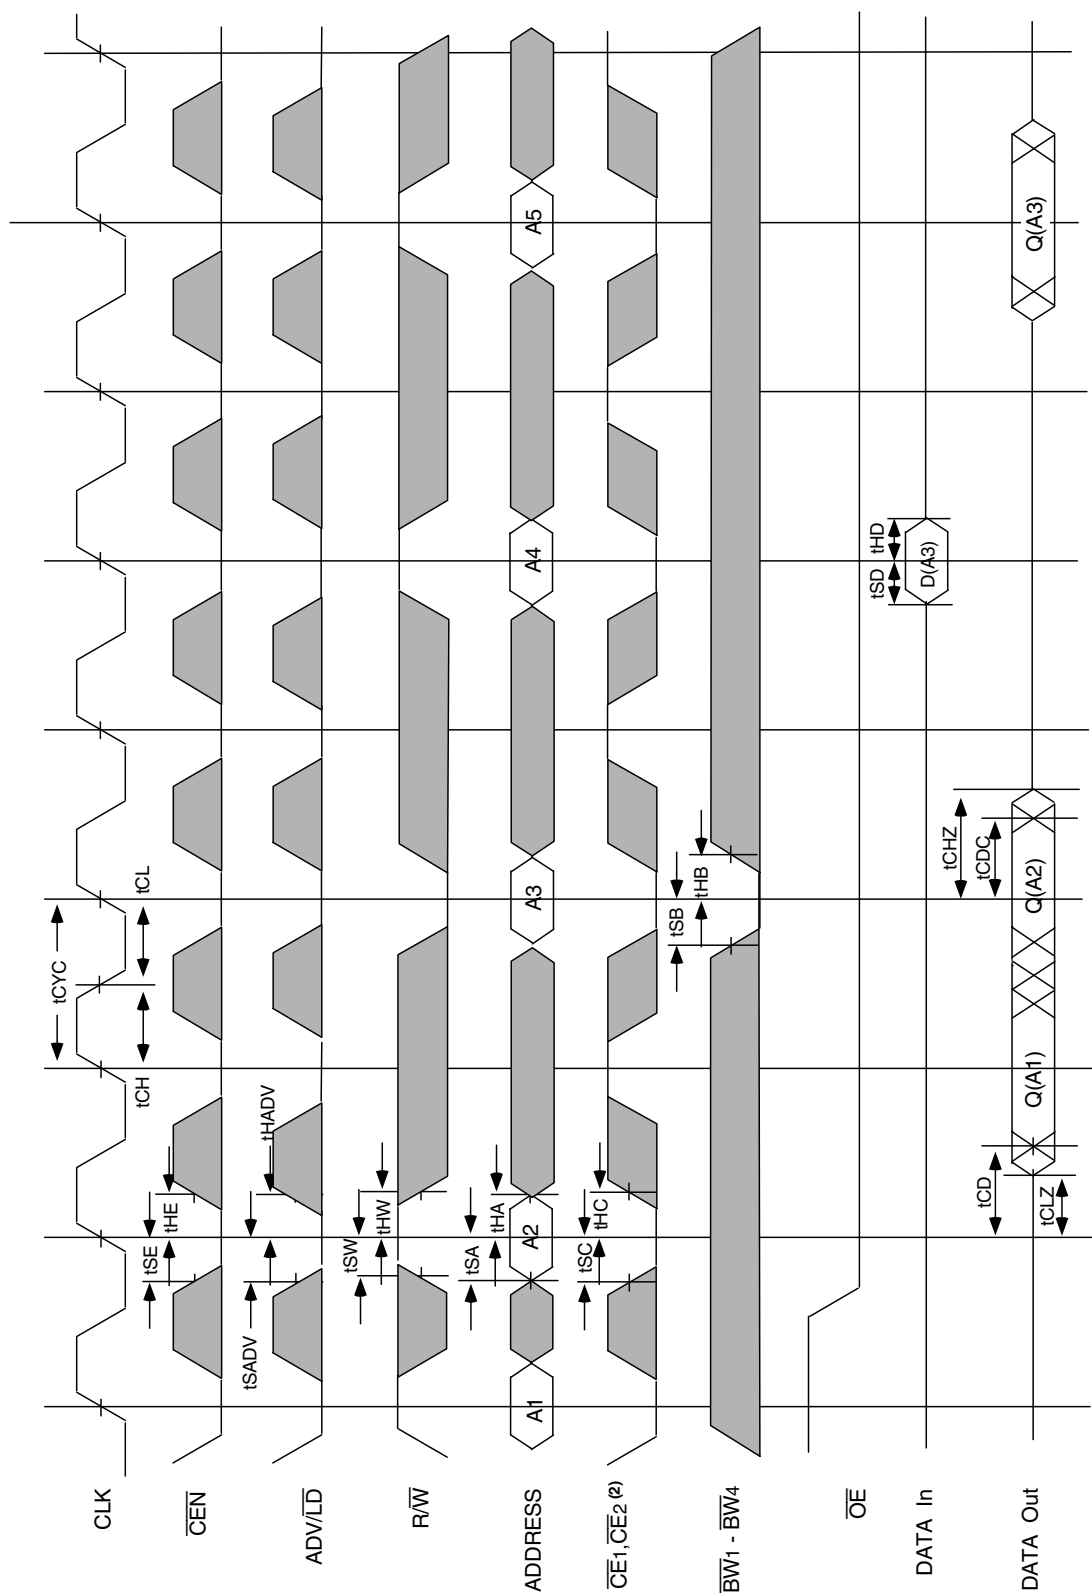 CLK
tCYC
tCH
tCL
CEN
tSE
tHE
ADV/LD
tSADV
tHADV
R/W
tSW
tHW
ADDRESS
A1
A2
A3
A4
A5
tSA
tHA
CE1, CE2 (2)
tSC
tHC
BW1 - BW4
tSB
tHB
OE
DATA In
tSD
tHD
D(A3)
DATA Out
tCD
tCLZ
Q(A1)
Q(A2)
tCHZ
tCDC
Q(A3)